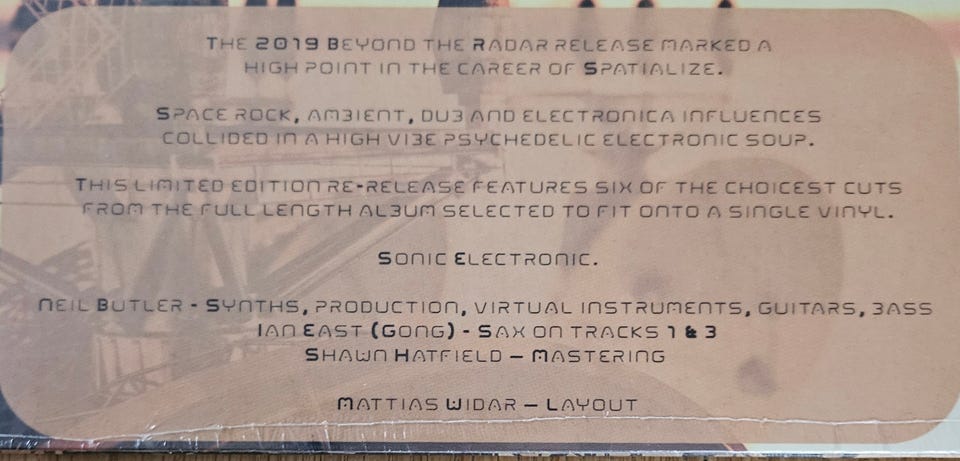 The 2019 Beyond the Radar release marked a
high point in the career of Spatialize.
Space rock, ambient, dub and electronica influences
collided in a high vibe psychedelic electronic soup.
This limited edition re-release features six of the choicest cuts
from the full length album selected to fit onto a single vinyl.
Sonic Electronic.
Neil Butler - Synths, production, virtual instruments, guitars, bass
Ian East (Gong) - Sax on tracks 1 & 3
Shawn Hatfield – Mastering
Mattias Widar – Layout